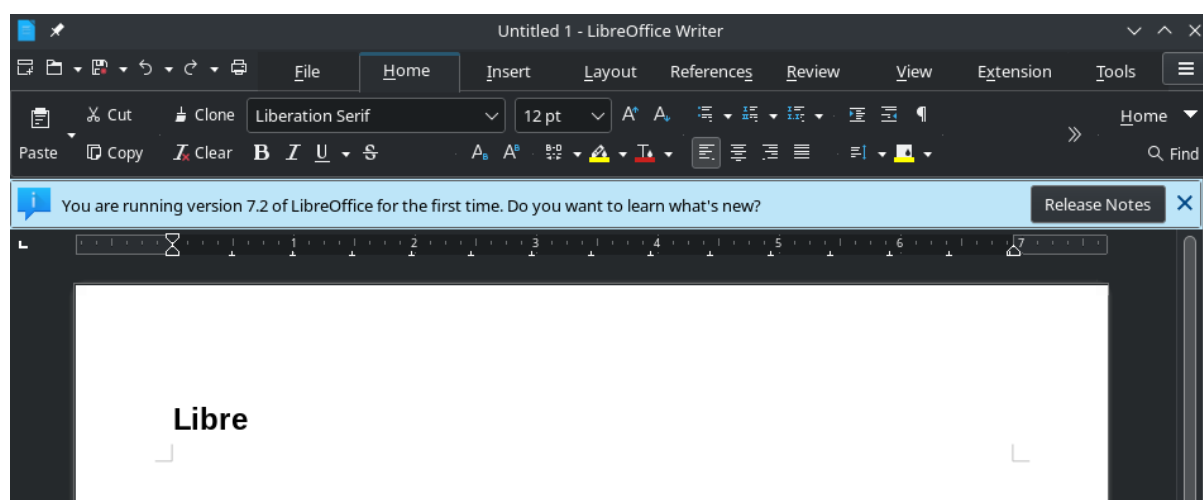 Untitled 1 - LibreOffice Writer
File Home Insert Layout References Review View Extension Tools
Cut Clone Liberation Serif 12 pt Home
Paste Copy Clear B I U S Find
You are running version 7.2 of LibreOffice for the first time. Do you want to learn what's new? Release Notes
1 2 3 4 5 6 7
Libre